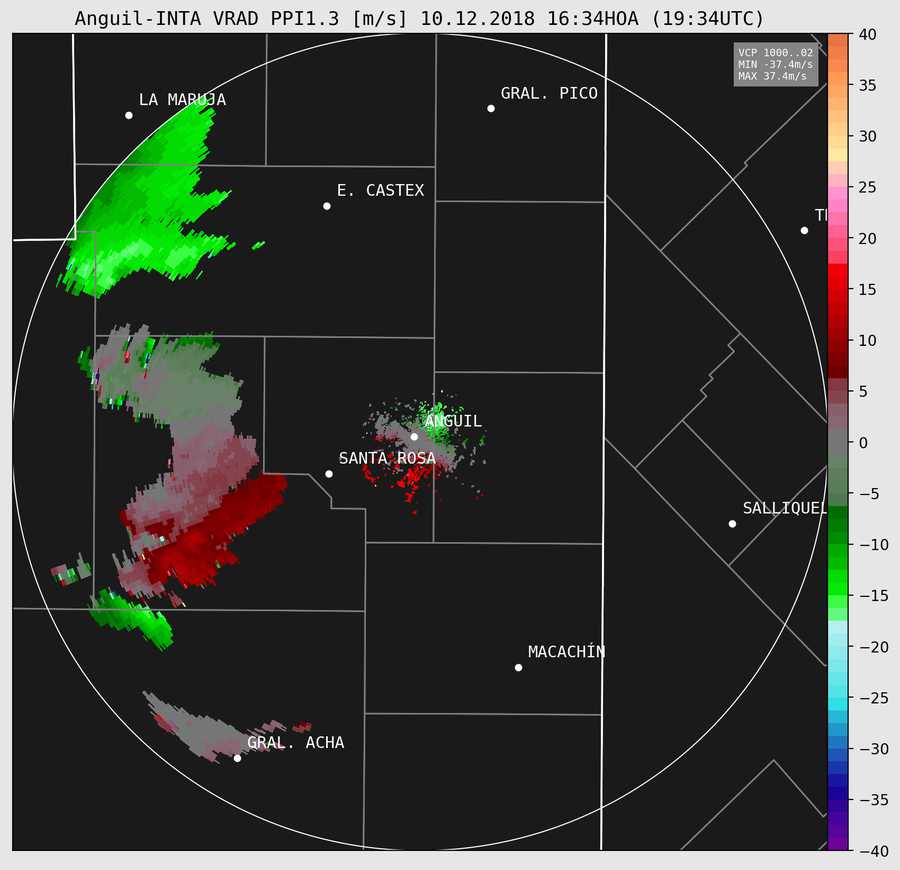 Anguil-INTA VRAD PPI1.3 [m/s] 10.12.2018 16:34HOA (19:34UTC)
VCP 1000..02
MIN -37.4m/s
MAX 37.4m/s
LA MARUJA
GRAL. PICO
E. CASTEX
ANGUIL
SANTA ROSA
SALLIQUEL
MACACHÍN
GRAL. ACHA
40
35
30
25
20
15
10
5
0
−5
−10
−15
−20
−25
−30
−35
−40